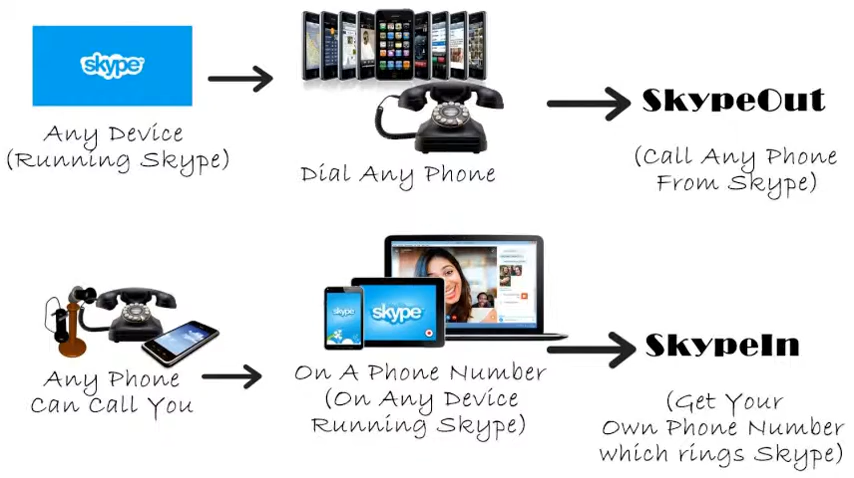 skype
Any Device
(Running Skype)
Dial Any Phone
SkypeOut
(Call Any Phone
From Skype)
Any Phone
Can Call You
skype
skype
On A Phone Number
(On Any Device
Running Skype)
SkypeIn
(Get Your
Own Phone Number
which rings Skype)